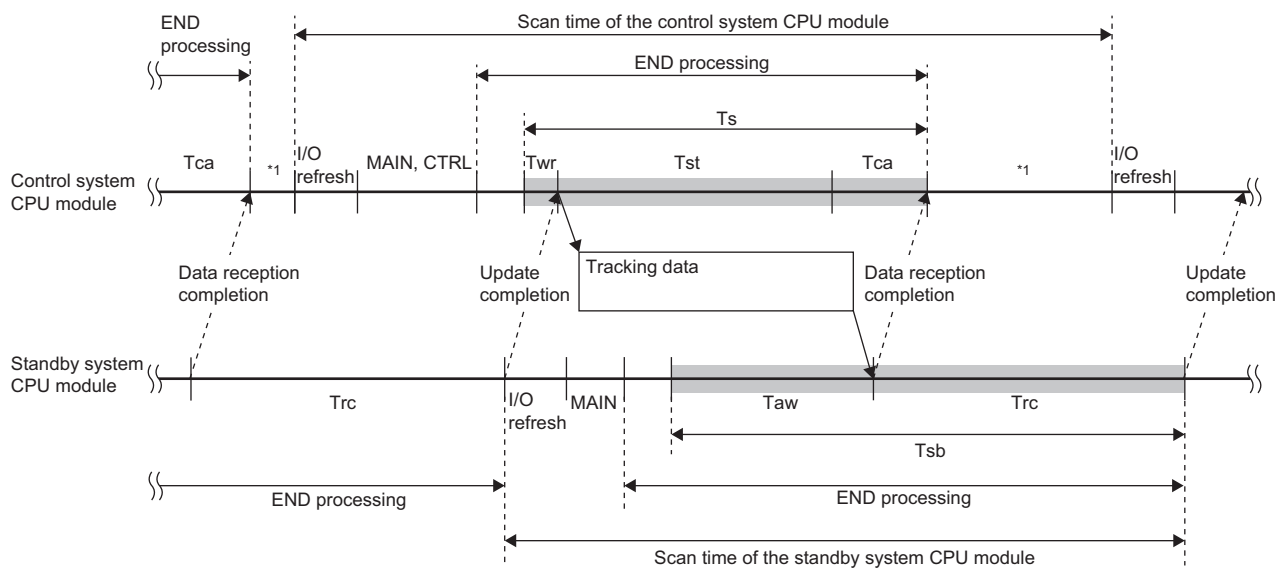 END
processing
Scan time of the control system CPU module
END processing
Ts
Tca
*1
I/O
refresh
MAIN, CTRL
Twr
Tst
Tca
*1
I/O
refresh
Control system
CPU module
Data reception
completion
Update
completion
Tracking data
Data reception
completion
Update
completion
Standby system
CPU module
Trc
I/O
refresh
MAIN
Taw
Trc
Tsb
END processing
END processing
Scan time of the standby system CPU module